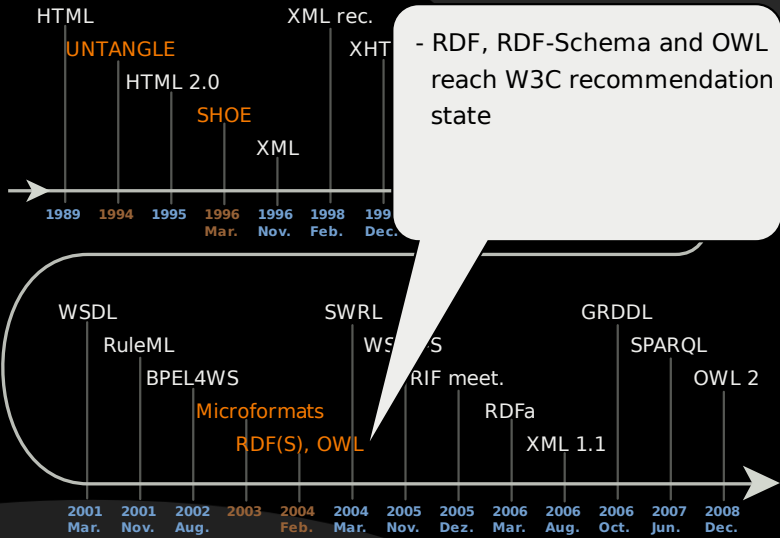 HTML
XML rec.
UNTANGLE
XHT
HTML 2.0
SHOE
XML
- RDF, RDF-Schema and OWL
reach W3C recommendation
state
1989 1994 1995 1996 1996 1998 199
Mar. Nov. Feb. Dec.
WSDL SWRL GRDDL
RuleML WS S SPARQL
BPEL4WS RIF meet. OWL 2
Microformats RDFa
RDF(S), OWL XML 1.1
2001 2001 2002 2003 2004 2004 2005 2005 2006 2006 2006 2007 2008
Mar. Nov. Aug. Feb. Mar. Nov. Dez. Mar. Aug. Oct. Jun. Dec.